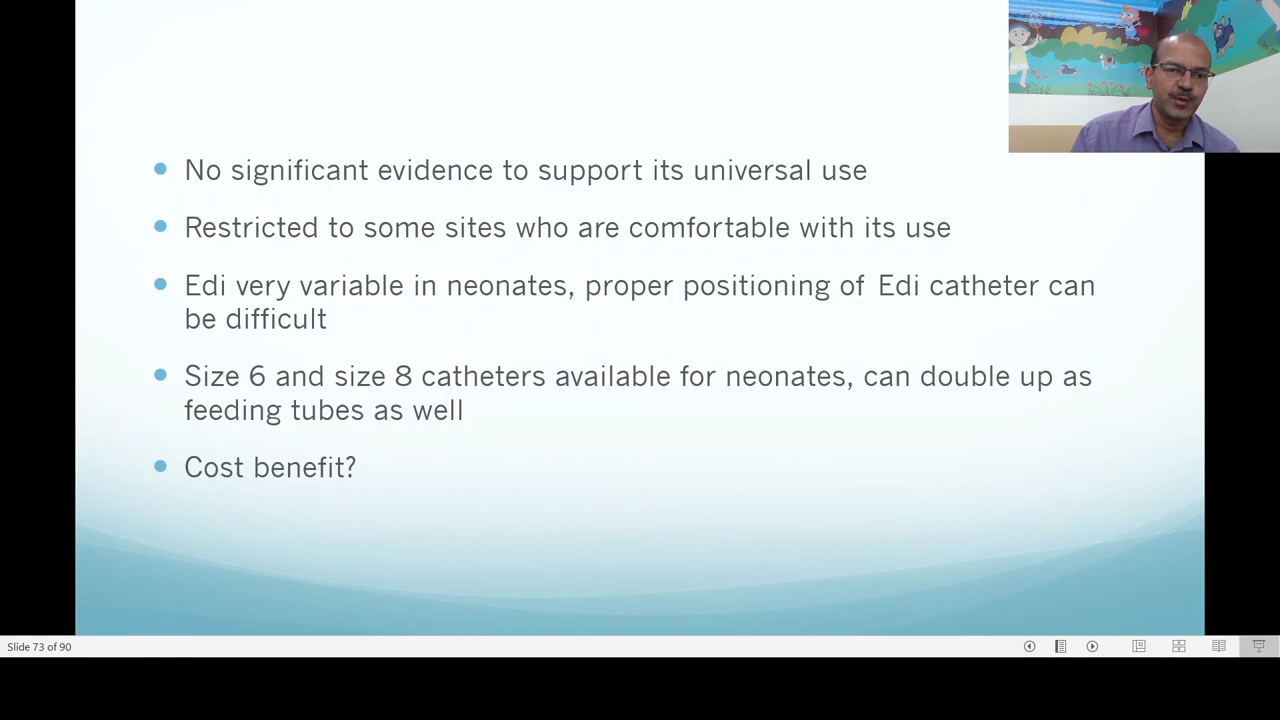 No significant evidence to support its universal use
Restricted to some sites who are comfortable with its use
Edi very variable in neonates, proper positioning of Edi catheter can
be difficult
Size 6 and size 8 catheters available for neonates, can double up as
feeding tubes as well
Cost benefit?
Slide 73 of 90